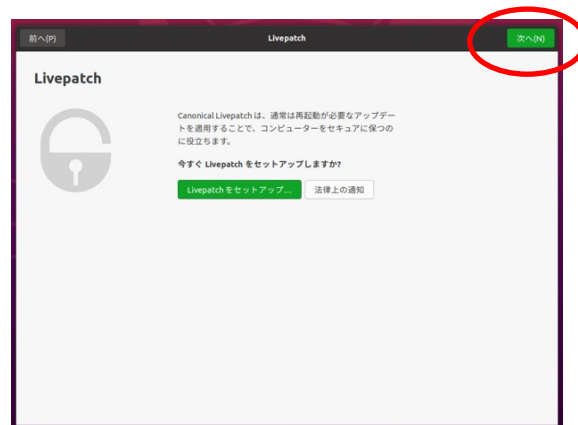 前へ(P)
Livepatch
次へ(N)
Livepatch
Canonical Livepatch は、通常は再起動が必要なアップデー
トを適用することで、コンピューターをセキュアに保つの
に役立ちます。
今すぐ Livepatch をセットアップしますか?
Livepatch をセットアップ...
法律上の通知